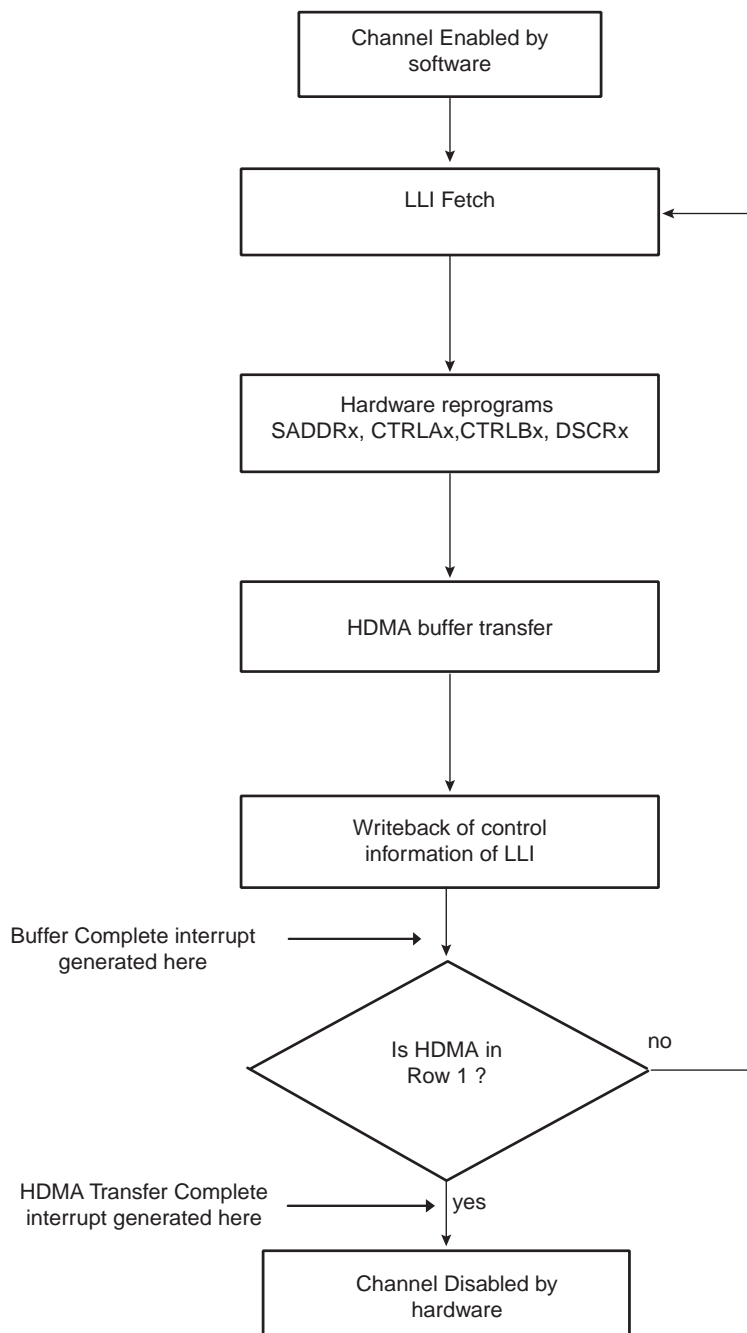 Channel Enabled by
software
LLI Fetch
Hardware reprograms
SADDRx, CTRLAx,CTRLBx, DSCRx
HDMA buffer transfer
Writeback of control
information of LLI
Buffer Complete interrupt
generated here
Is HDMA in
Row 1 ?
no
HDMA Transfer Complete
interrupt generated here
yes
Channel Disabled by
hardware